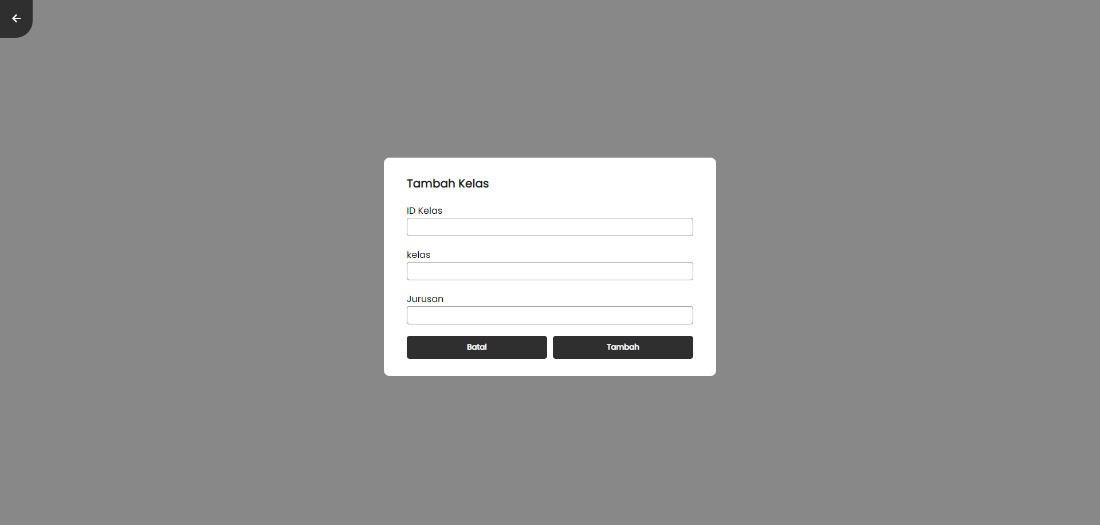 Tambah Kelas
ID Kelas
kelas
Jurusan
Batal
Tambah